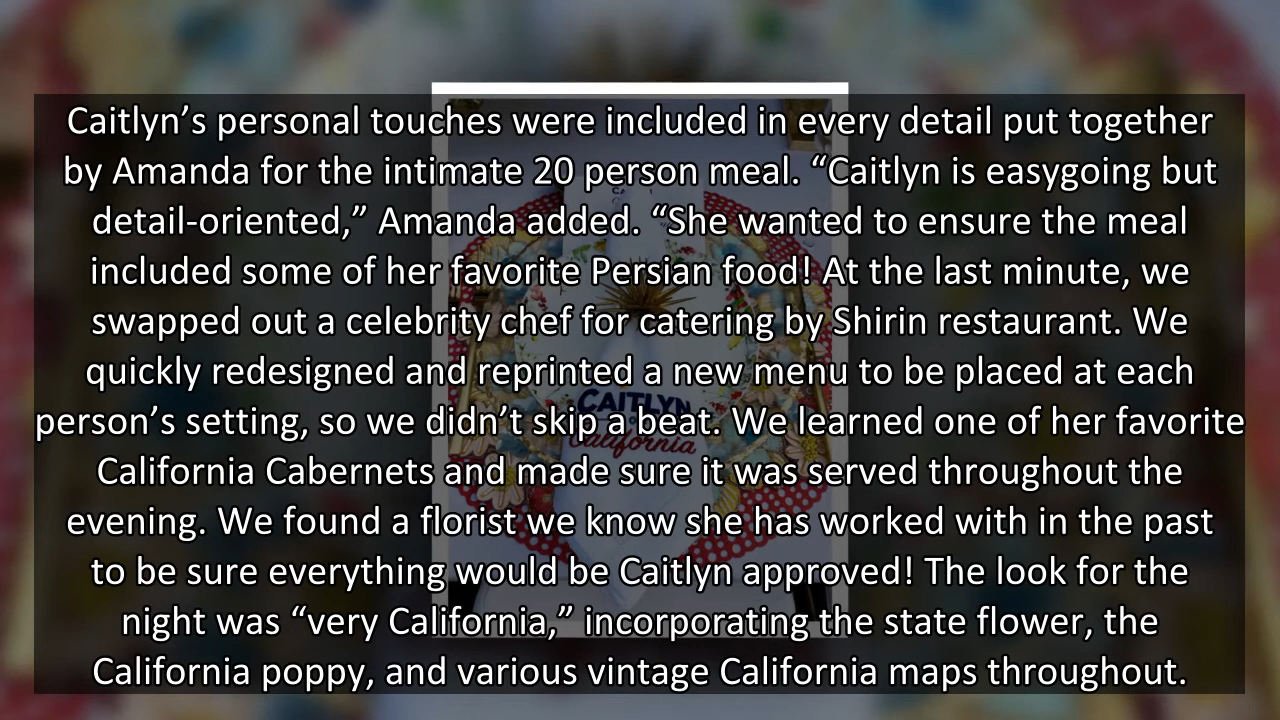 Caitlyn’s personal touches were included in every detail put together
by Amanda for the intimate 20 person meal. “Caitlyn is easygoing but
detail-oriented,” Amanda added. “She wanted to ensure the meal
included some of her favorite Persian food! At the last minute, we
swapped out a celebrity chef for catering by Shirin restaurant. We
quickly redesigned and reprinted a new menu to be placed at each
person’s setting, so we didn’t skip a beat. We learned one of her favorite
California Cabernets and made sure it was served throughout the
evening. We found a florist we know she has worked with in the past
to be sure everything would be Caitlyn approved! The look for the
night was “very California,” incorporating the state flower, the
California poppy, and various vintage California maps throughout.
CAITLYN
California